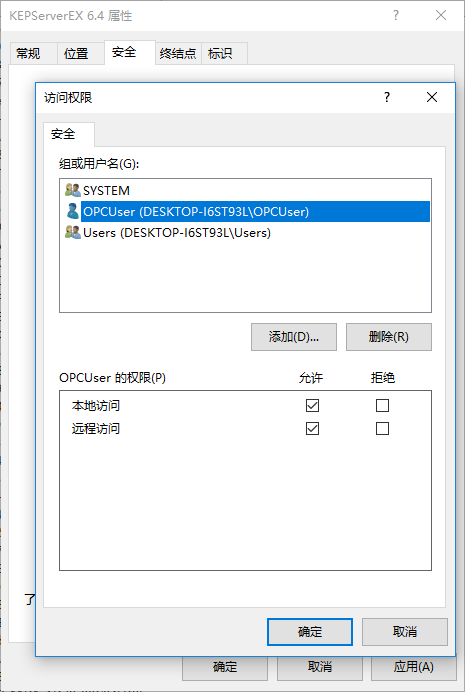 KEPServerEX 6.4 属性
常规 位置 安全 终结点 标识
访问权限
安全
组或用户名(G):
SYSTEM
OPCUser (DESKTOP-I6ST93L\OPCUser)
Users (DESKTOP-I6ST93L\Users)
添加(D)... 删除(R)
OPCUser 的权限(P) 允许 拒绝
本地访问
远程访问
了
确定 取消
确定 取消 应用(A)